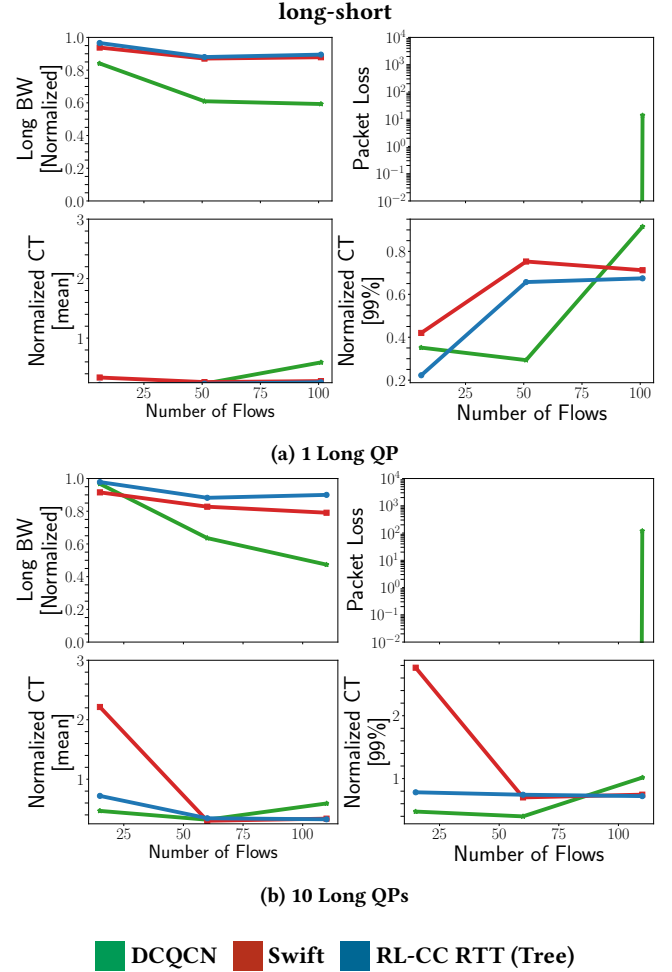 long-short
Long BW
[Normalized]
1.0
0.8
0.6
0.4
0.2
0.0
Packet Loss
10^4
10^3
10^2
10^1
10^0
10^−1
10^−2
Normalized CT
[mean]
3
2
1
25 50 75 100
Number of Flows
Normalized CT
[99%]
0.8
0.6
0.4
0.2
25 50 75 100
Number of Flows
(a) 1 Long QP
Long BW
[Normalized]
1.0
0.8
0.6
0.4
0.2
0.0
Packet Loss
10^4
10^3
10^2
10^1
10^0
10^−1
10^−2
Normalized CT
[mean]
3
2
1
25 50 75 100
Number of Flows
Normalized CT
[99%]
2
1
25 50 75 100
Number of Flows
(b) 10 Long QPs
DCQCN Swift RL-CC RTT (Tree)